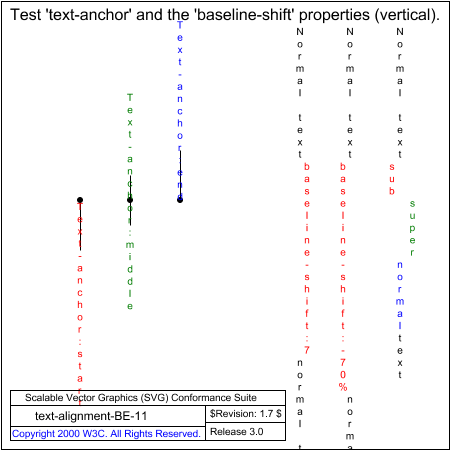 Test 'text-anchor' and the 'baseline-shift' properties (vertical).
Text-anchor:sta
Text-anchor:middle
Text-anchor:end
Normal text baseline-shift:7 normal t
Normal text baseline-shift:-70% norma
Normal text sub super normal text
Scalable Vector Graphics (SVG) Conformance Suite
text-alignment-BE-11
$Revision: 1.7 $
Copyright 2000 W3C. All Rights Reserved.
Release 3.0